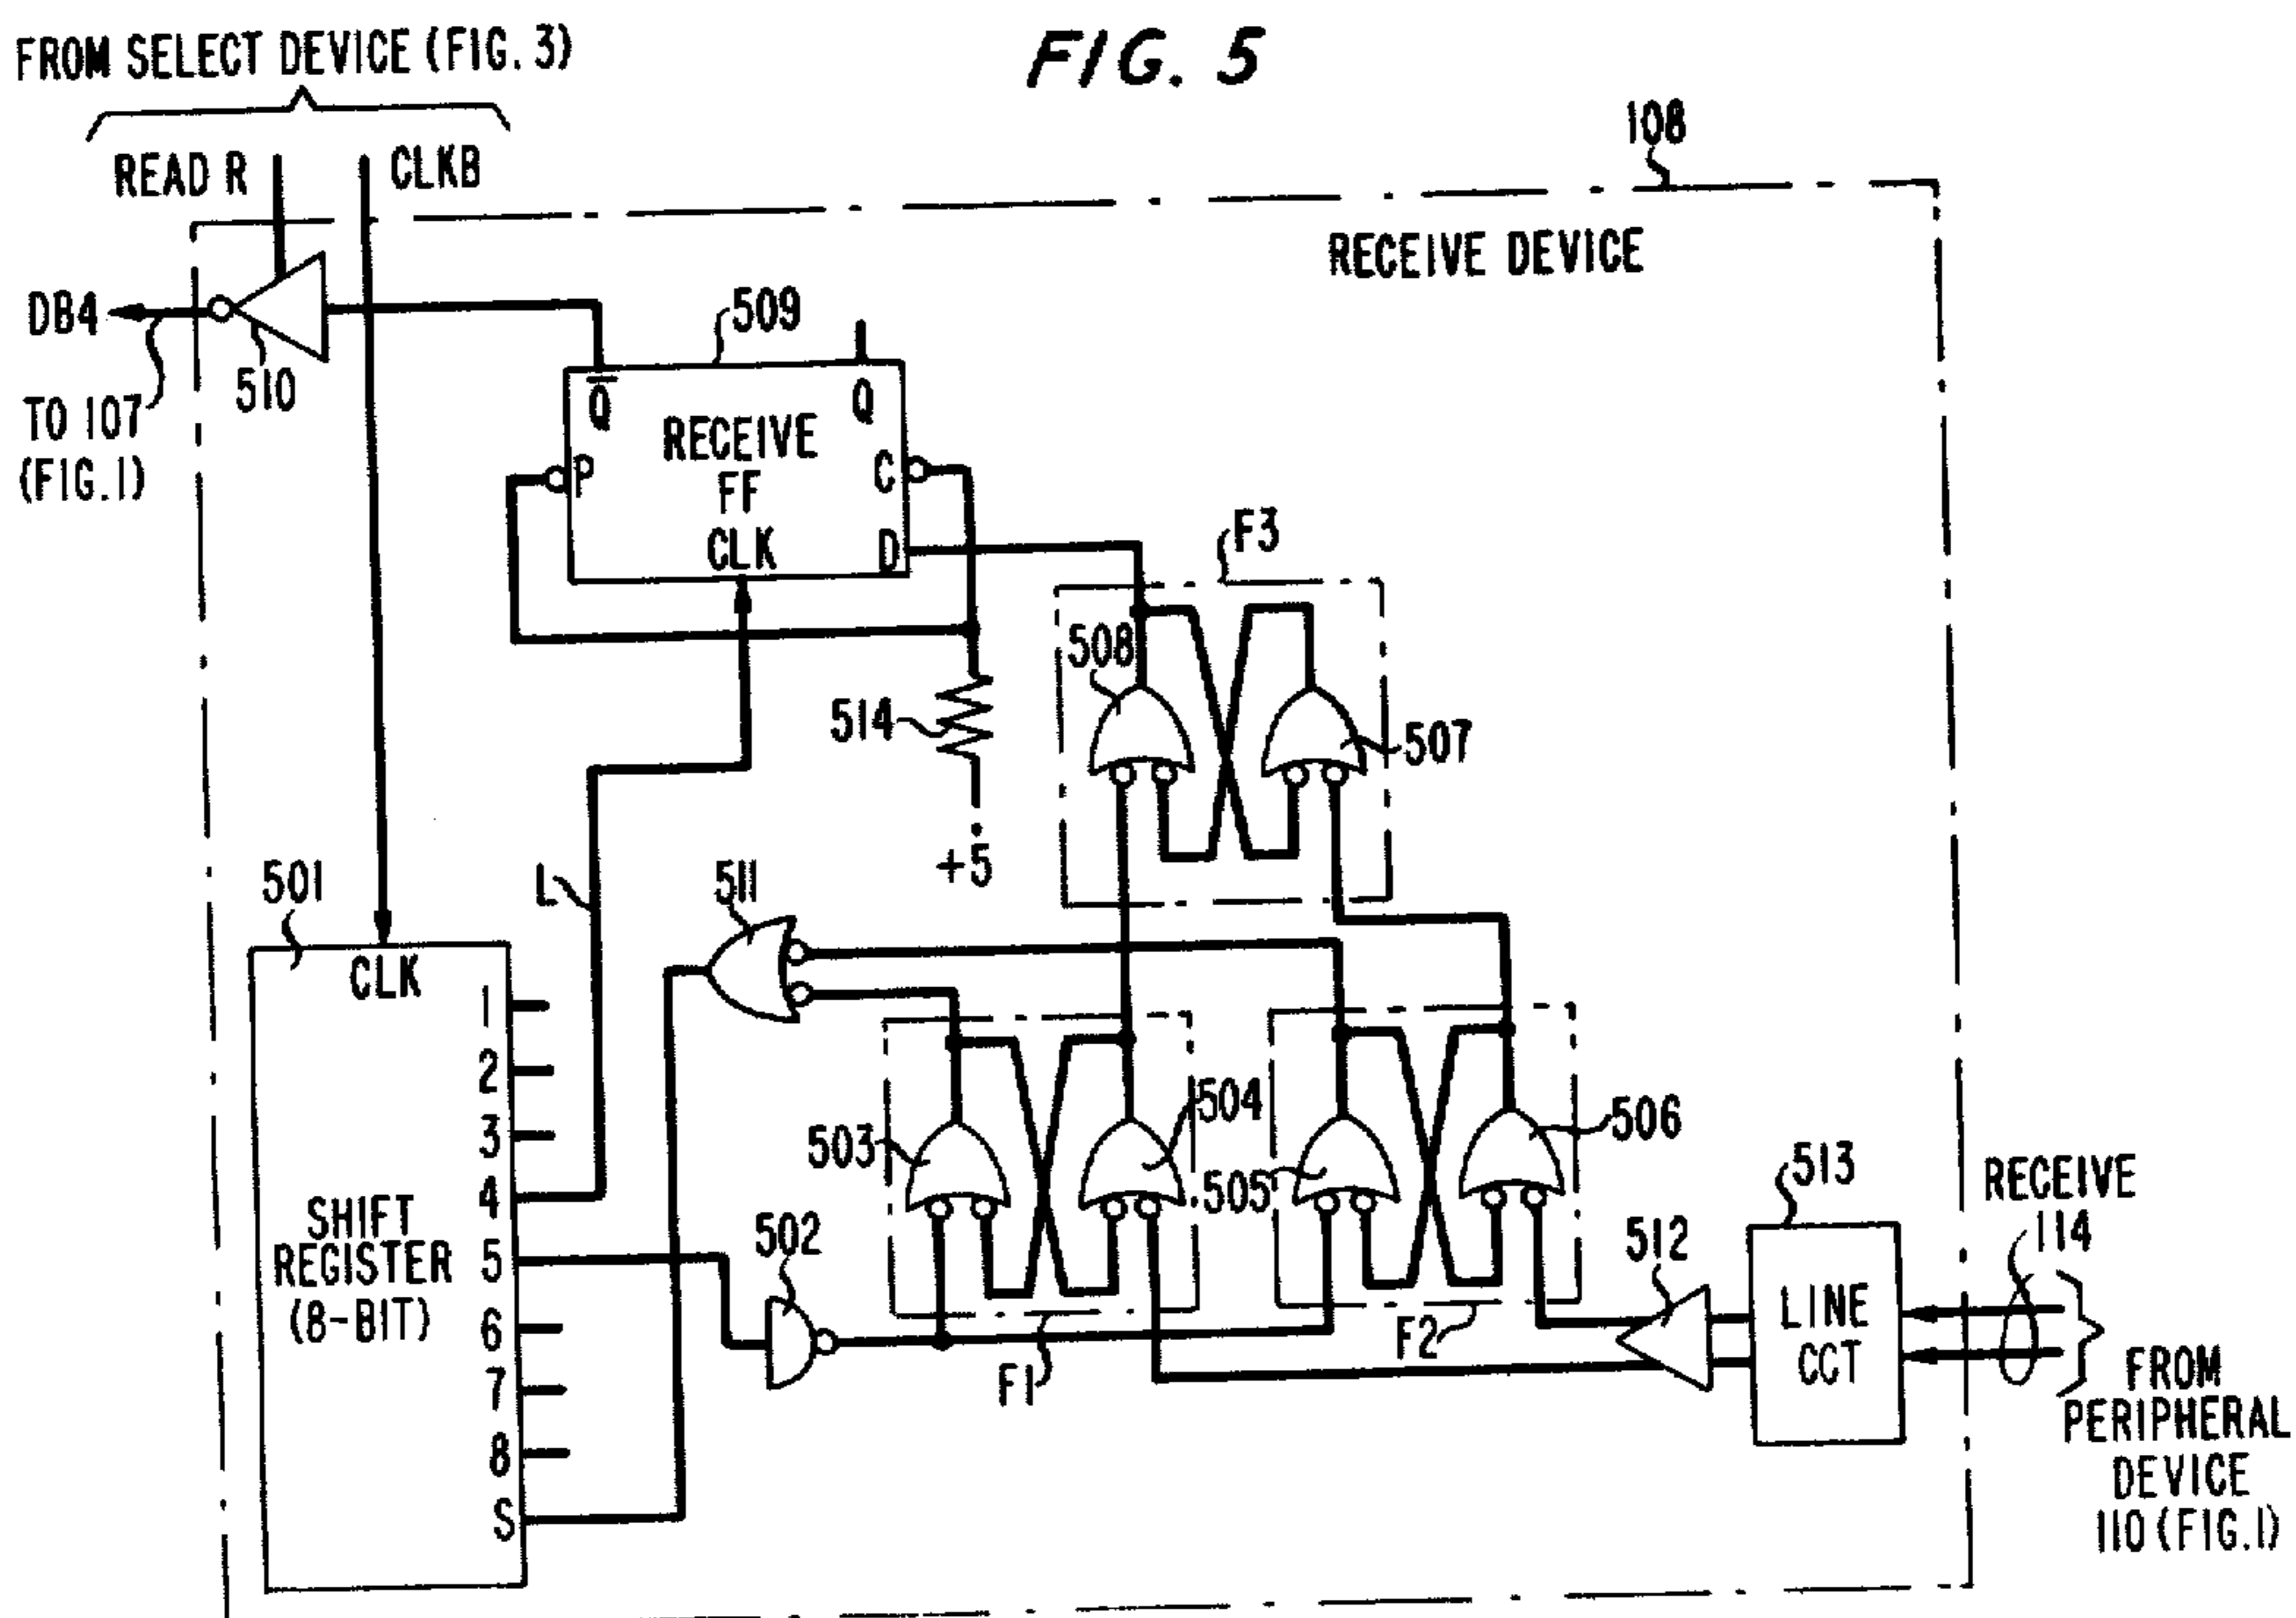 FIG. 5
FROM SELECT DEVICE (FIG. 3)
READ R
CLKB
108
RECEIVE DEVICE
DB4
510
TO 107
(FIG. 1)
509
Q
Q
P
RECEIVE
FF
C
CLK
D
F3
508
507
514
+5
L
511
501
CLK
1
2
3
4
5
6
7
8
S
SHIFT
REGISTER
(8-BIT)
502
503
504
505
506
F1
F2
512
513
LINE
CCT
RECEIVE
114
FROM
PERIPHERAL
DEVICE
110 (FIG. 1)